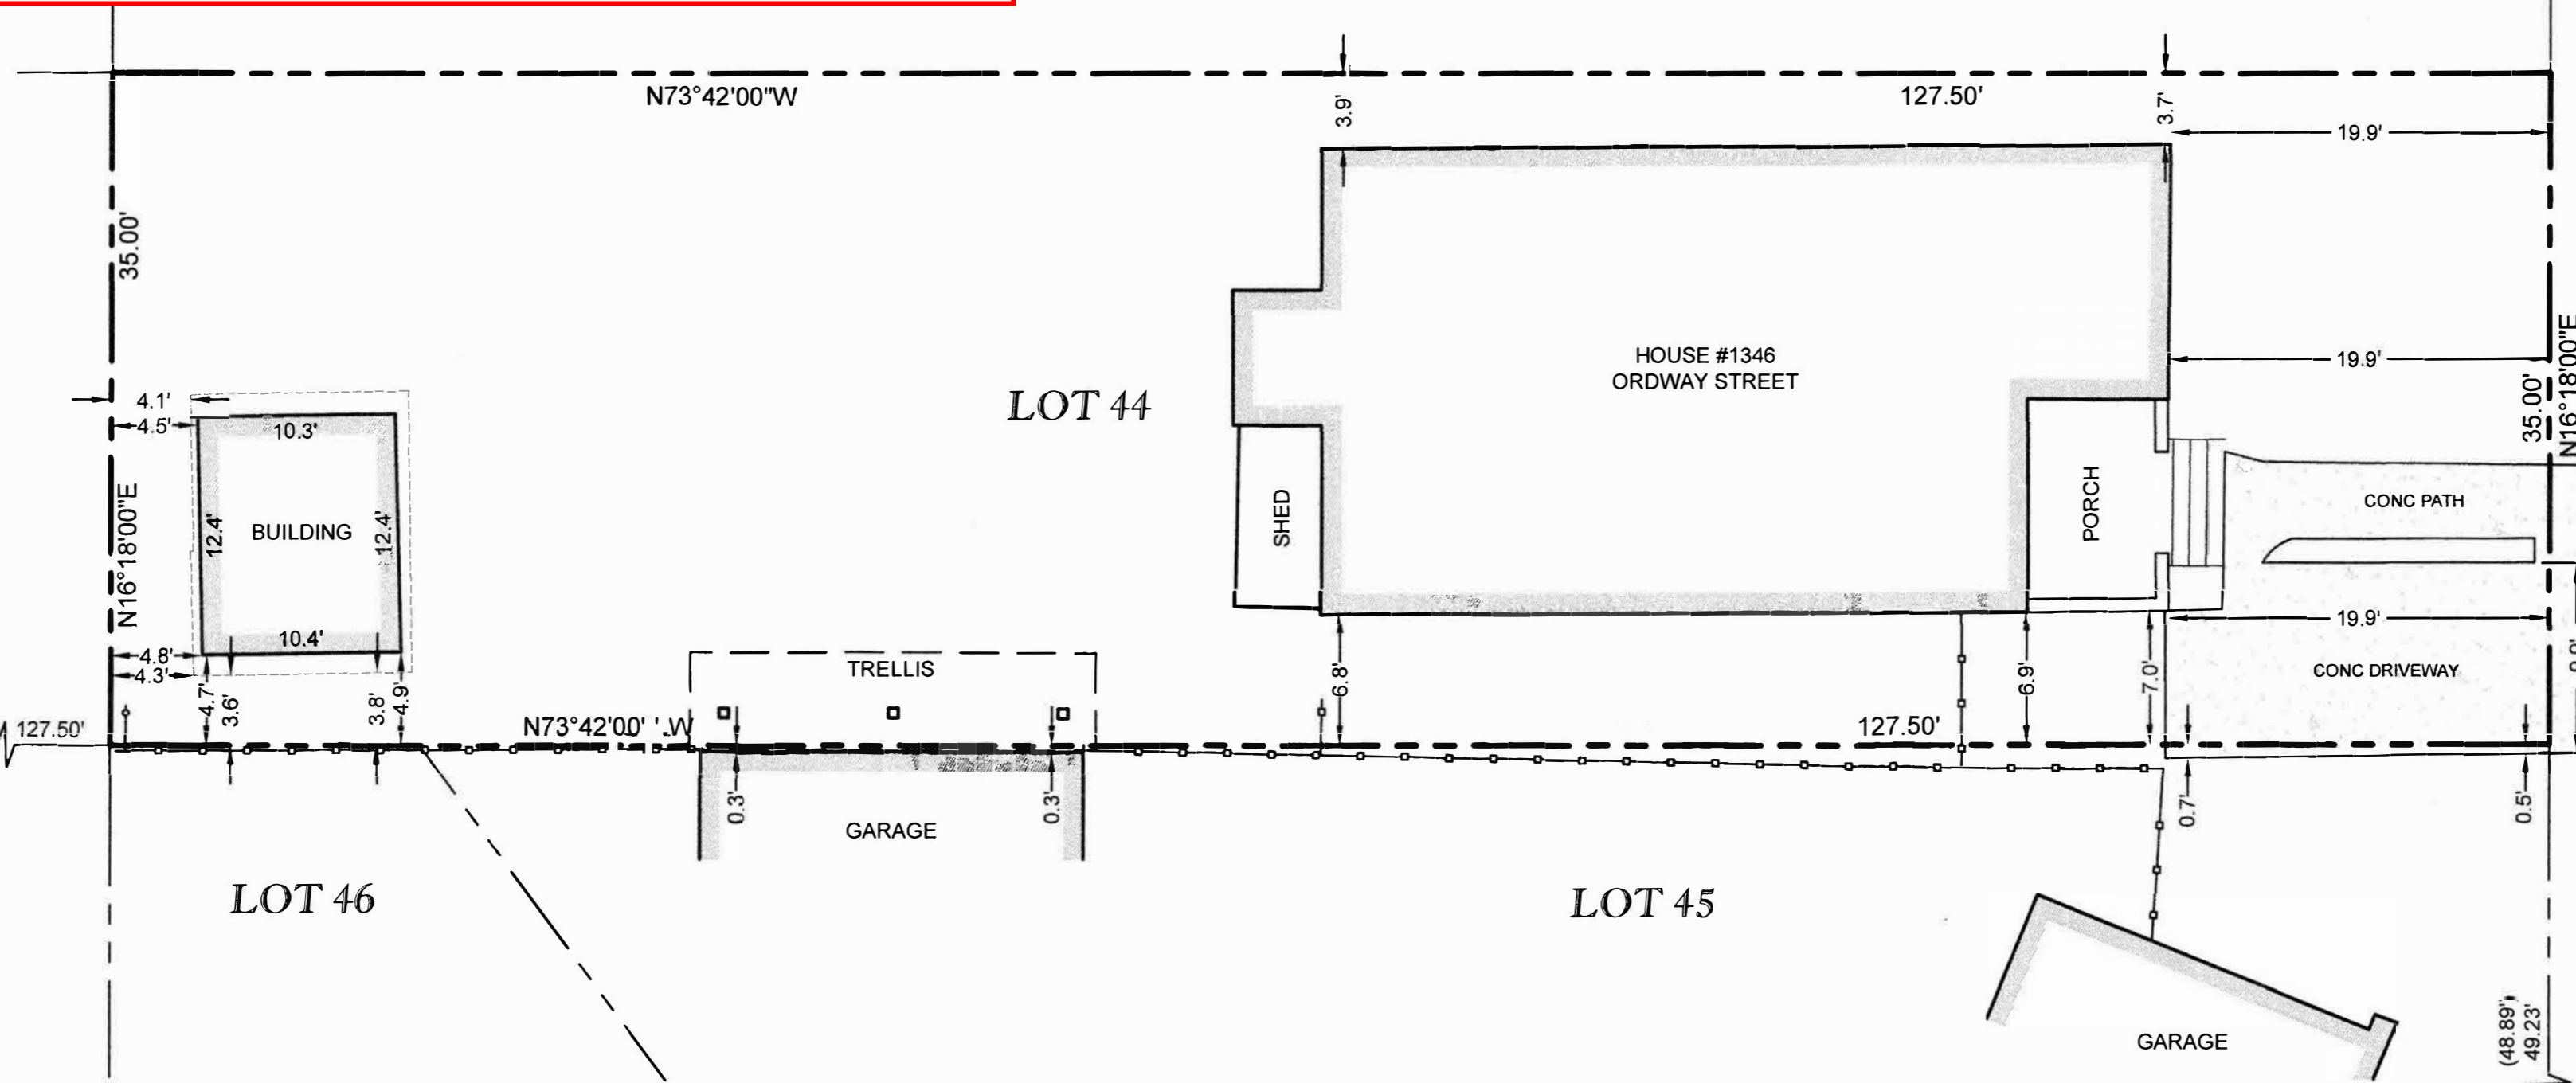 N73°42'00"W
127.50'
3.9'
3.7'
19.9'
35.00'
N16°18'00"E
4.1'
4.5'
10.3'
12.4'
BUILDING
12.4'
10.4'
4.8'
4.3'
4.7'
3.6'
3.8'
4.9'
LOT 44
HOUSE #1346
ORDWAY STREET
SHED
PORCH
19.9'
35.00'
N16°18'00"E
CONC PATH
19.9'
CONC DRIVEWAY
TRELLIS
6.8'
6.9'
7.0'
127.50'
N73°42'00' '.W
127.50'
0.3'
0.3'
GARAGE
0.7'
0.5'
LOT 46
LOT 45
GARAGE
(48.89')
49.23'